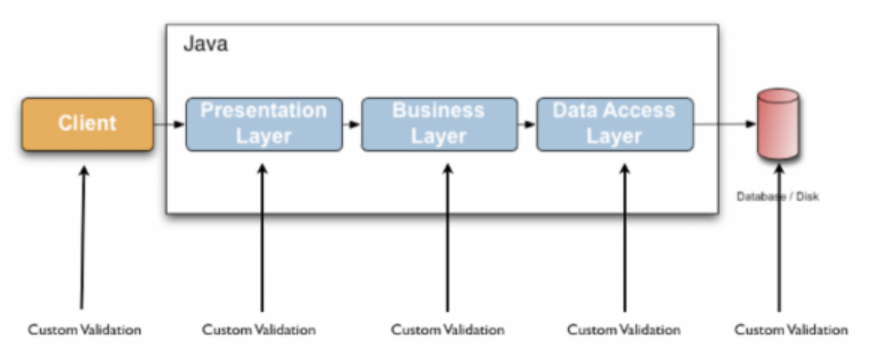 Java
Client
Presentation
Layer
Business
Layer
Data Access
Layer
Database / Disk
Custom Validation
Custom Validation
Custom Validation
Custom Validation
Custom Validation